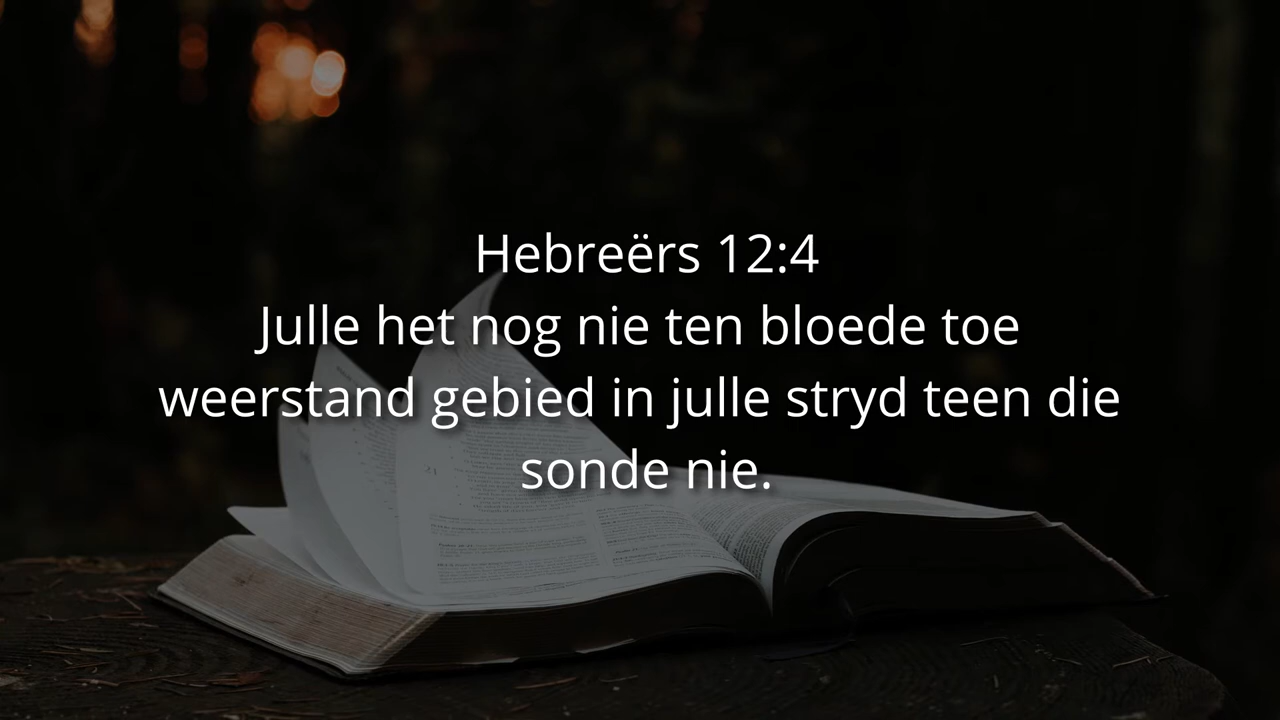 Hebreërs 12:4
Julle het nog nie ten bloede toe
weerstand gebied in julle stryd teen die
sonde nie.